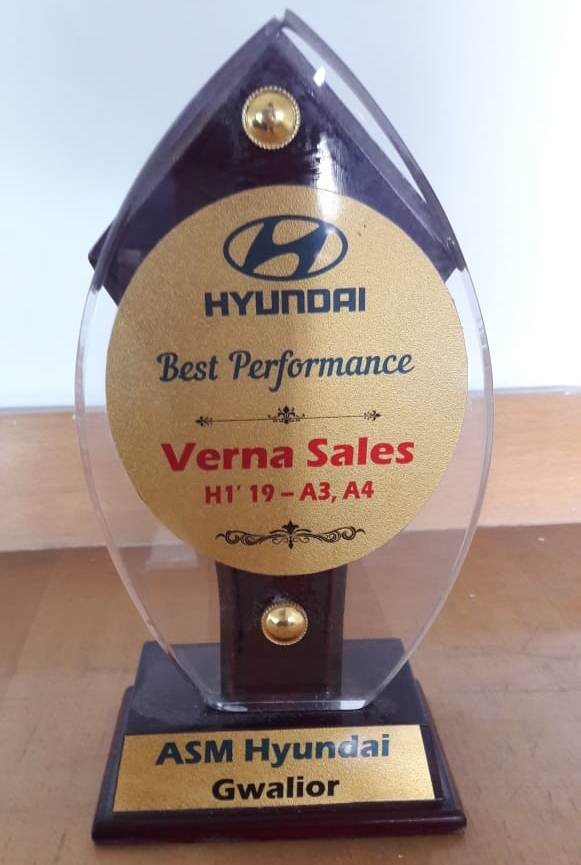 HYUNDAI
Best Performance
Verna Sales
H1' 19 – A3, A4
ASM Hyundai
Gwalior